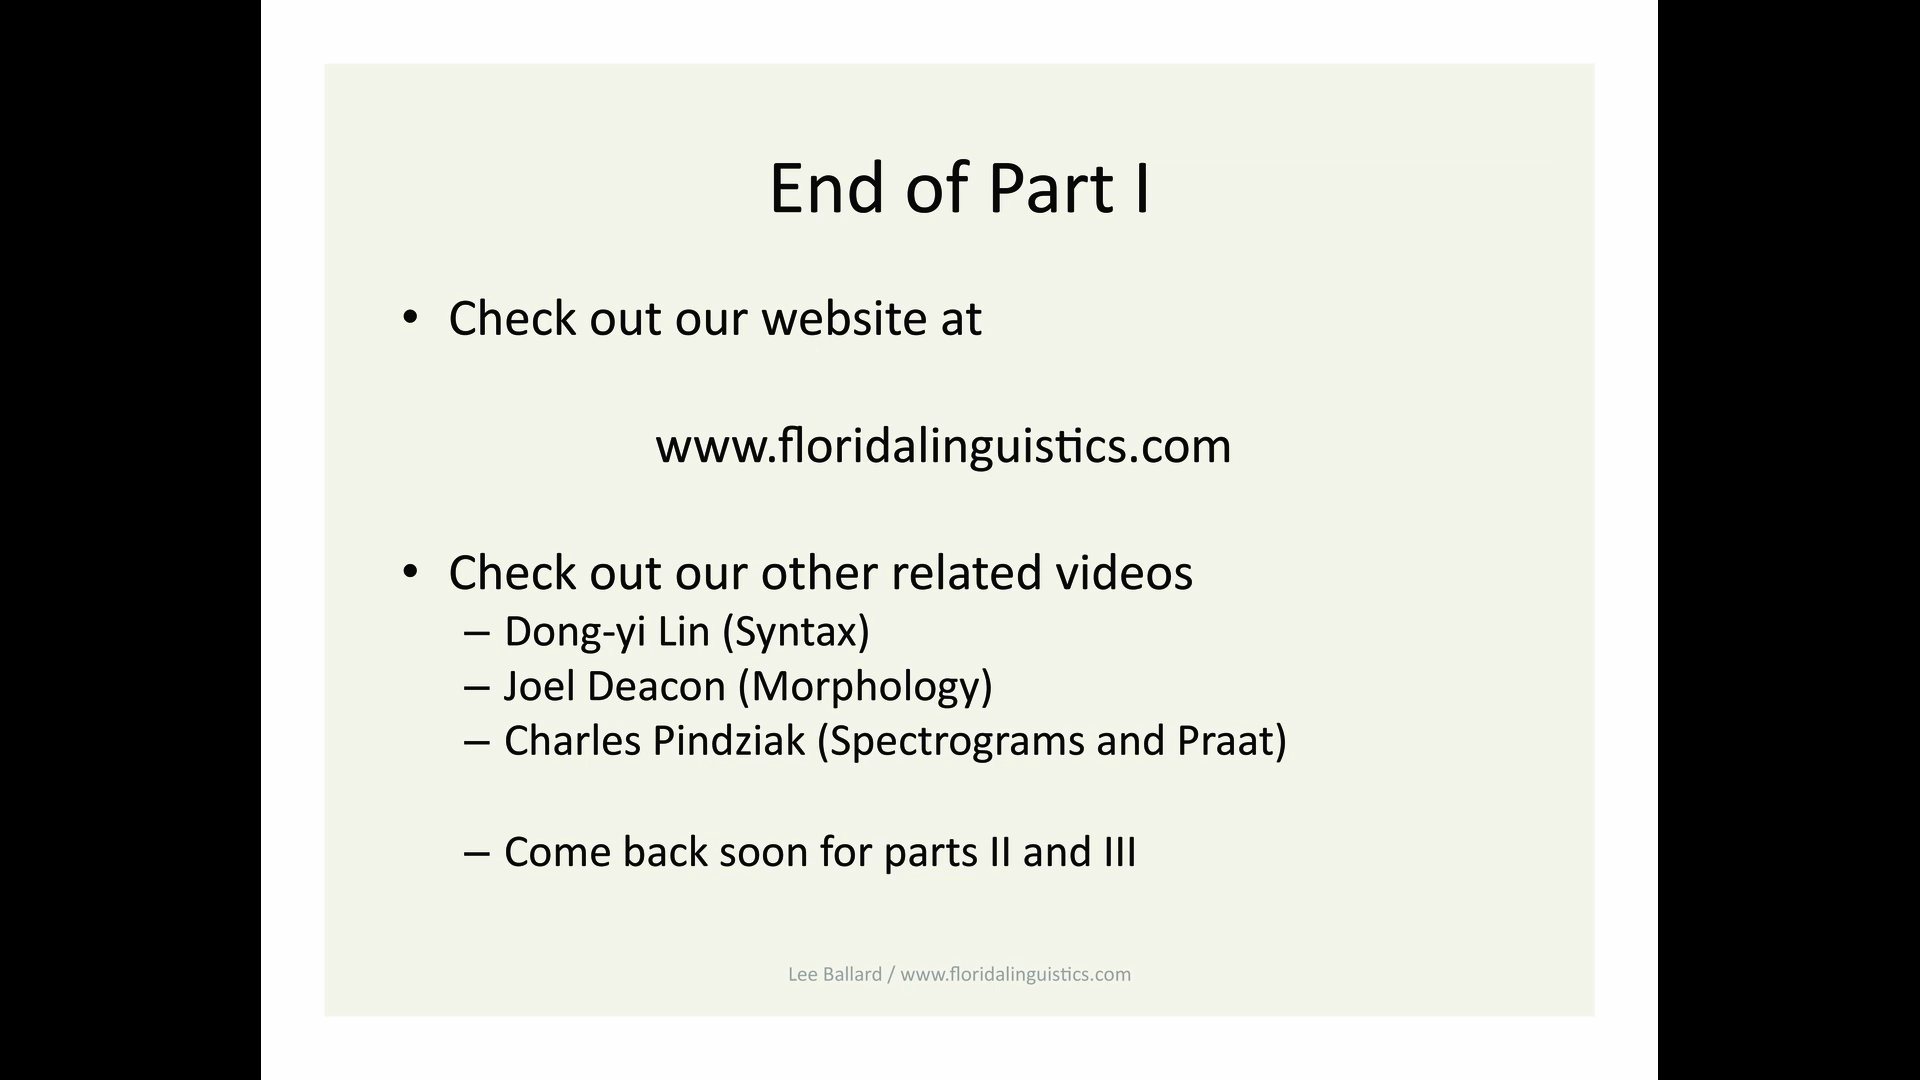 End of Part I
• Check out our website at
www.floridalinguistics.com
• Check out our other related videos
– Dong-yi Lin (Syntax)
– Joel Deacon (Morphology)
– Charles Pindziak (Spectrograms and Praat)
– Come back soon for parts II and III
Lee Ballard / www.floridalinguistics.com